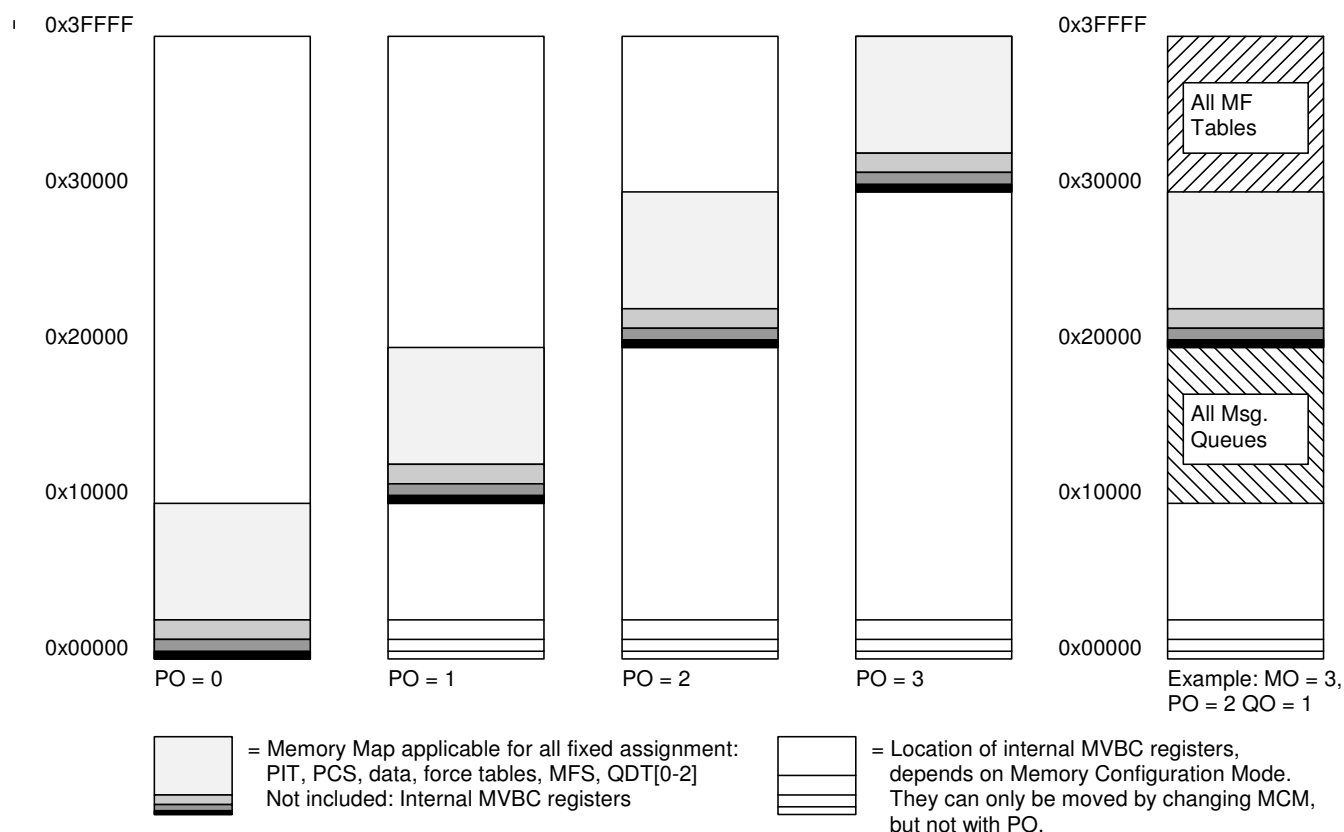 0x3FFFF
0x30000
0x20000
0x10000
0x00000
PO = 0
PO = 1
PO = 2
PO = 3
0x3FFFF
0x30000
0x20000
0x10000
0x00000
All MF
Tables
All Msg.
Queues
Example: MO = 3,
PO = 2 QO = 1
= Memory Map applicable for all fixed assignment:
PIT, PCS, data, force tables, MFS, QDT[0-2]
Not included: Internal MVBC registers
= Location of internal MVBC registers,
depends on Memory Configuration Mode.
They can only be moved by changing MCM,
but not with PO.